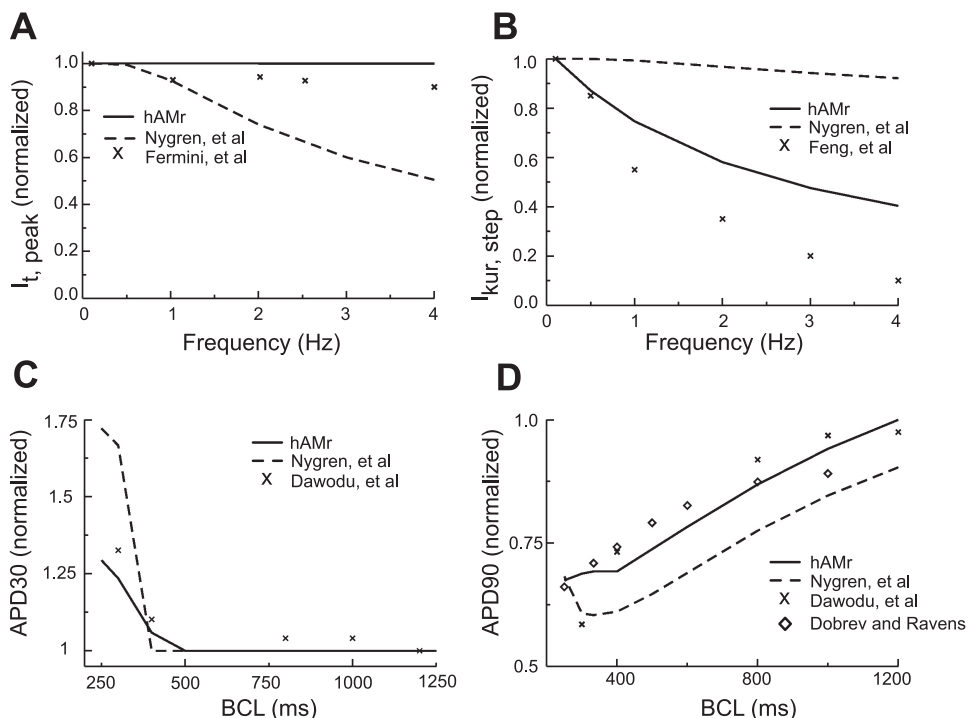 A
I t, peak (normalized)
1.0
0.8
0.6
0.4
0.2
0.0
hAMr
Nygren, et al
Fermini, et al
0
1
2
3
4
Frequency (Hz)
B
I kur, step (normalized)
1.0
0.8
0.6
0.4
0.2
0.0
hAMr
Nygren, et al
Feng, et al
0
1
2
3
4
Frequency (Hz)
C
APD30 (normalized)
1.75
1.5
1.25
1
hAMr
Nygren, et al
Dawodu, et al
250
500
750
1000
1250
BCL (ms)
D
APD90 (normalized)
1.0
0.75
0.5
hAMr
Nygren, et al
Dawodu, et al
Dobrev and Ravens
400
800
1200
BCL (ms)